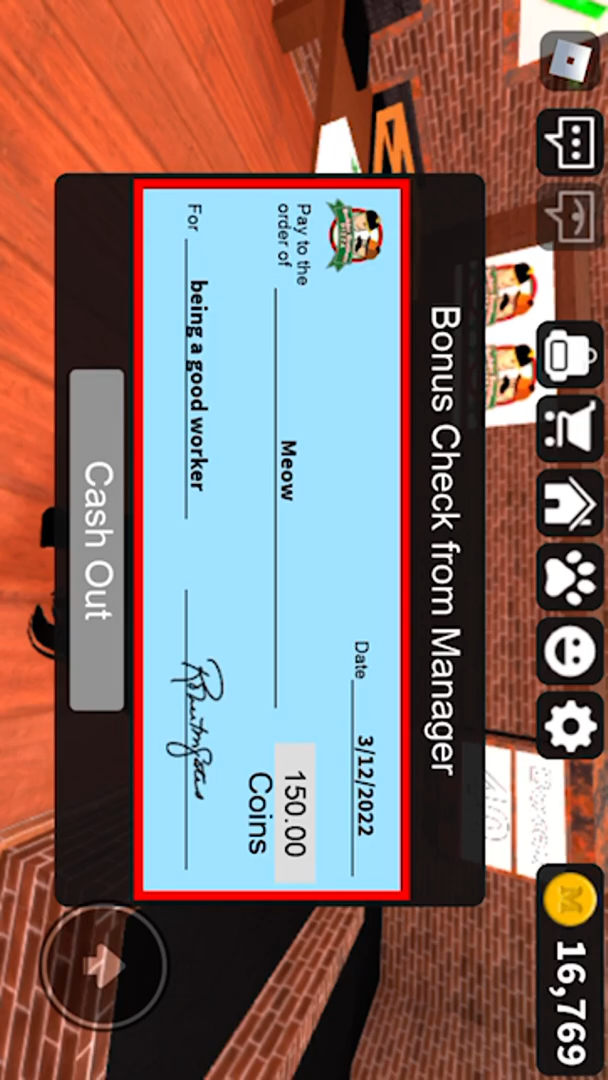 16,769
Bonus Check from Manager
Date 3/12/2022
Pay to the
order of
Meow
150.00
Coins
For being a good worker
Cash Out